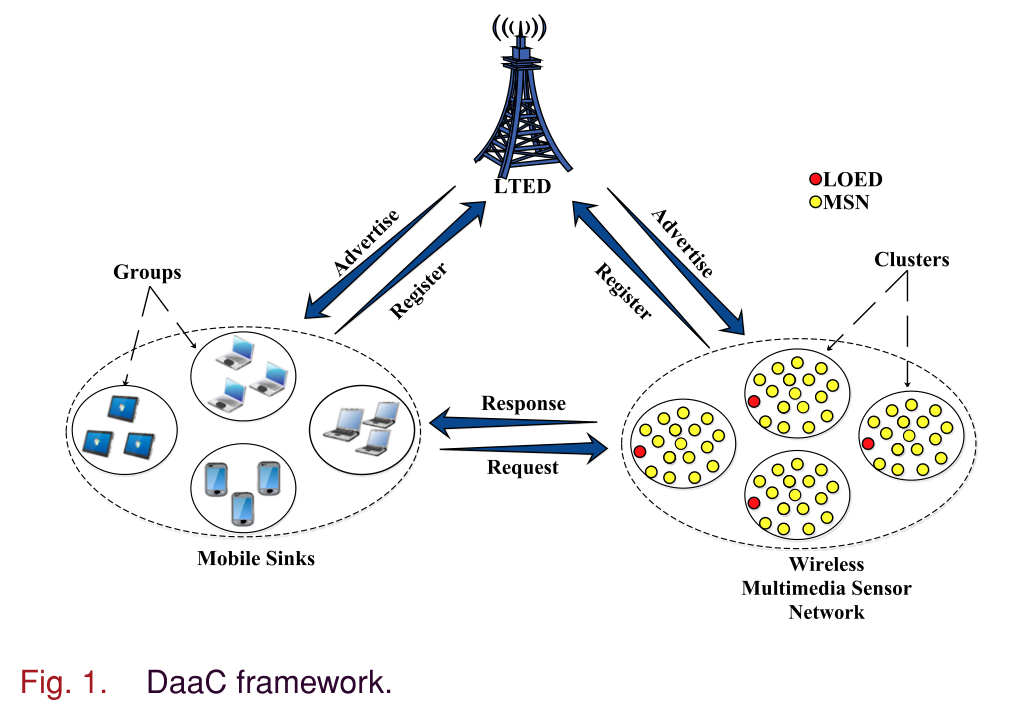 LTED
LOED
MSN
Advertise
Register
Advertise
Register
Groups
Clusters
Response
Request
Mobile Sinks
Wireless
Multimedia Sensor
Network
Fig. 1. DaaC framework.